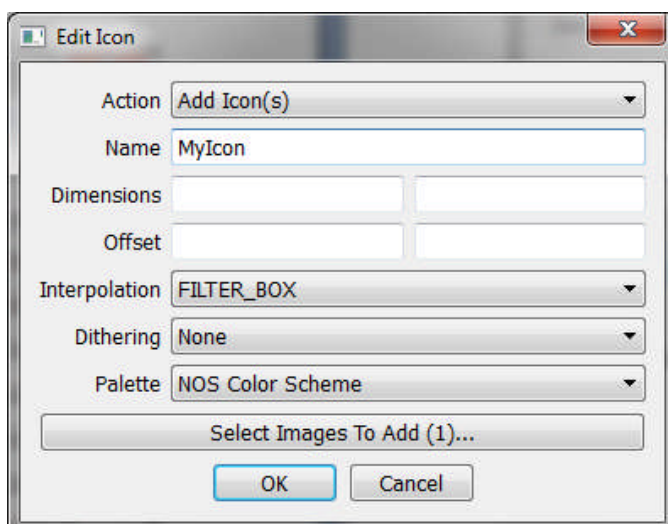 Edit Icon
Action Add Icon(s)
Name MyIcon
Dimensions
Offset
Interpolation FILTER_BOX
Dithering None
Palette NOS Color Scheme
Select Images To Add (1)...
OK Cancel